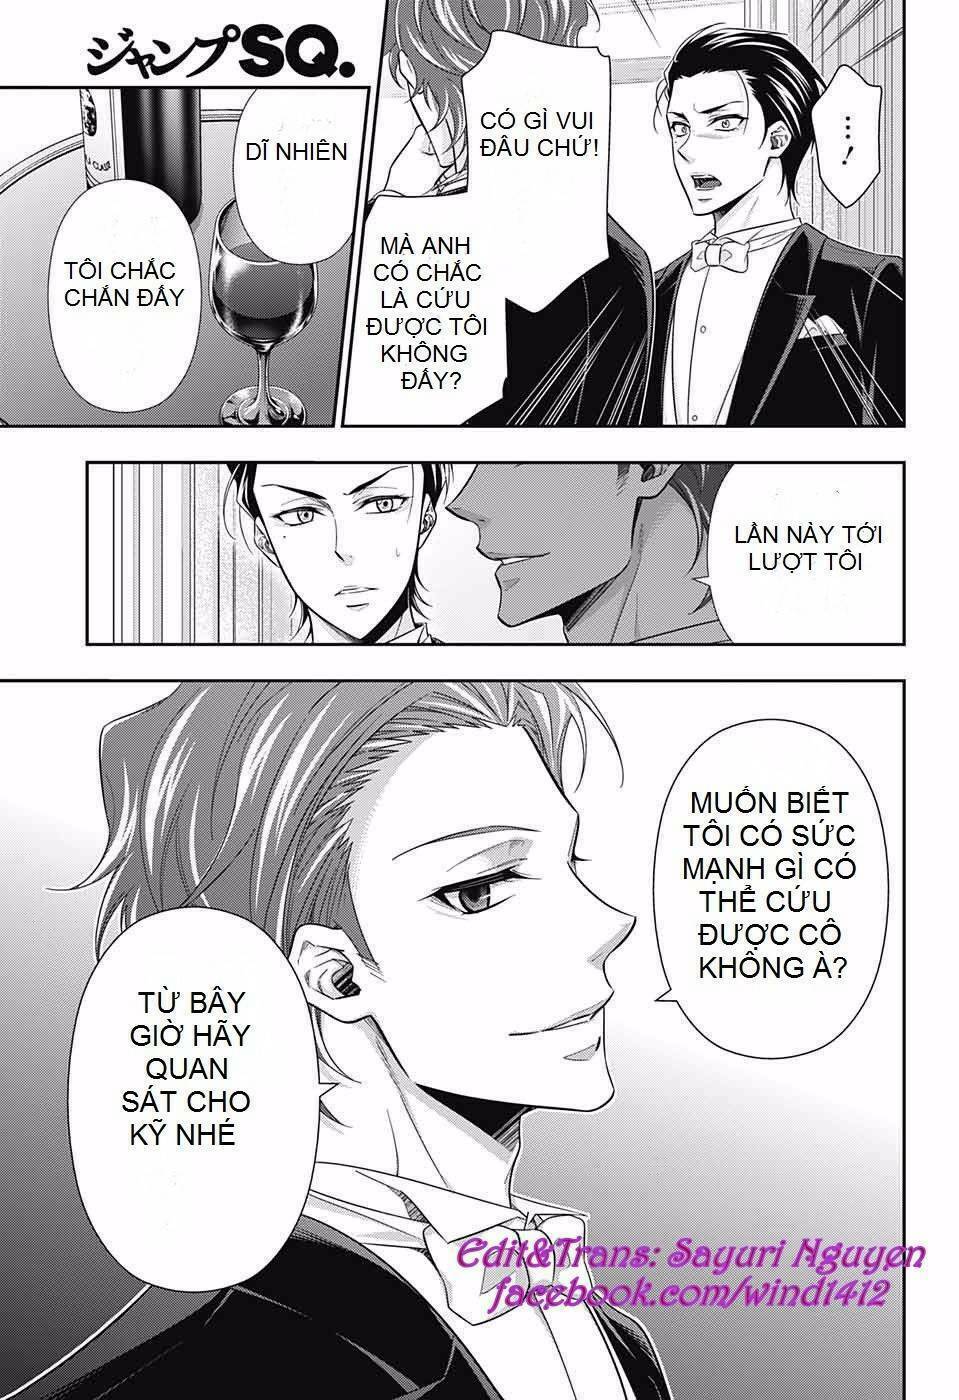 ジャンプSQ.
...!
CÓ GÌ VUI
ĐÂU CHỨ!
MÀ ANH
CÓ CHẮC
LÀ CỨU
ĐƯỢC TÔI
KHÔNG
ĐẤY?
DĨ NHIÊN
TÔI CHẮC
CHẮN ĐẤY
LẦN NÀY TỚI
LƯỢT TÔI
MUỐN BIẾT
TÔI CÓ SỨC
MẠNH GÌ CÓ
THỂ CỨU
ĐƯỢC CÔ
KHÔNG À?
TỪ BÂY
GIỜ HÃY
QUAN
SÁT CHO
KỸ NHÉ
Edit&Trans: Sayuri Nguyen
facebook.com/wind1412